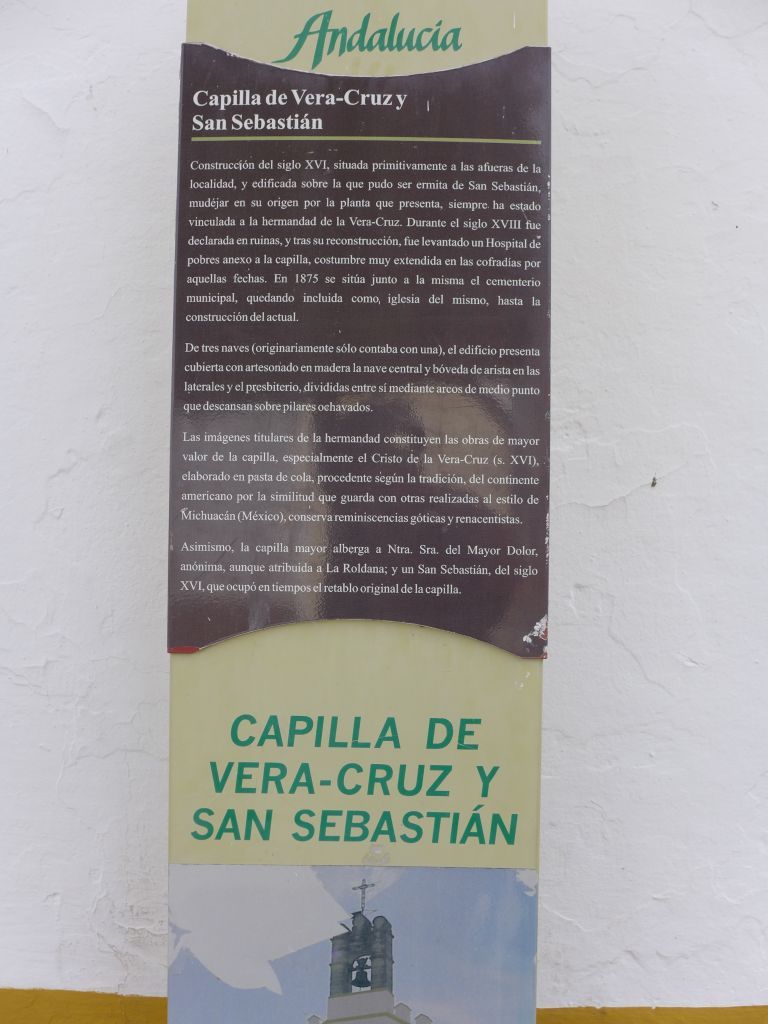 Andalucía
Capilla de Vera-Cruz y
San Sebastián
Construcción del siglo XVI, situada primitivamente a las afueras de la
localidad, y edificada sobre la que pudo ser ermita de San Sebastián,
mudéjar en su origen por la planta que presenta, siempre ha estado
vinculada a la hermandad de la Vera-Cruz. Durante el siglo XVIII fue
declarada en ruinas, y tras su reconstrucción, fue levantado un Hospital de
pobres anexo a la capilla, costumbre muy extendida en las cofradías por
aquellas fechas. En 1875 se sitúa junto a la misma el cementerio
municipal, quedando incluida como iglesia del mismo, hasta la
construcción del actual.
De tres naves (originariamente sólo contaba con una), el edificio presenta
cubierta con artesonado en madera la nave central y bóveda de arista en las
laterales y el presbiterio, divididas entre sí mediante arcos de medio punto
que descansan sobre pilares ochavados.
Las imágenes titulares de la hermandad constituyen las obras de mayor
valor de la capilla, especialmente el Cristo de la Vera-Cruz (s. XVI),
elaborado en pasta de cola, procedente según la tradición, del continente
americano por la similitud que guarda con otras realizadas al estilo de
Michuacán (México), conserva reminiscencias góticas y renacentistas.
Asimismo, la capilla mayor alberga a Ntra. Sra. del Mayor Dolor,
anónima, aunque atribuida a La Roldana; y un San Sebastián, del siglo
XVI, que ocupó en tiempos el retablo original de la capilla.
CAPILLA DE
VERA-CRUZ Y
SAN SEBASTIÁN